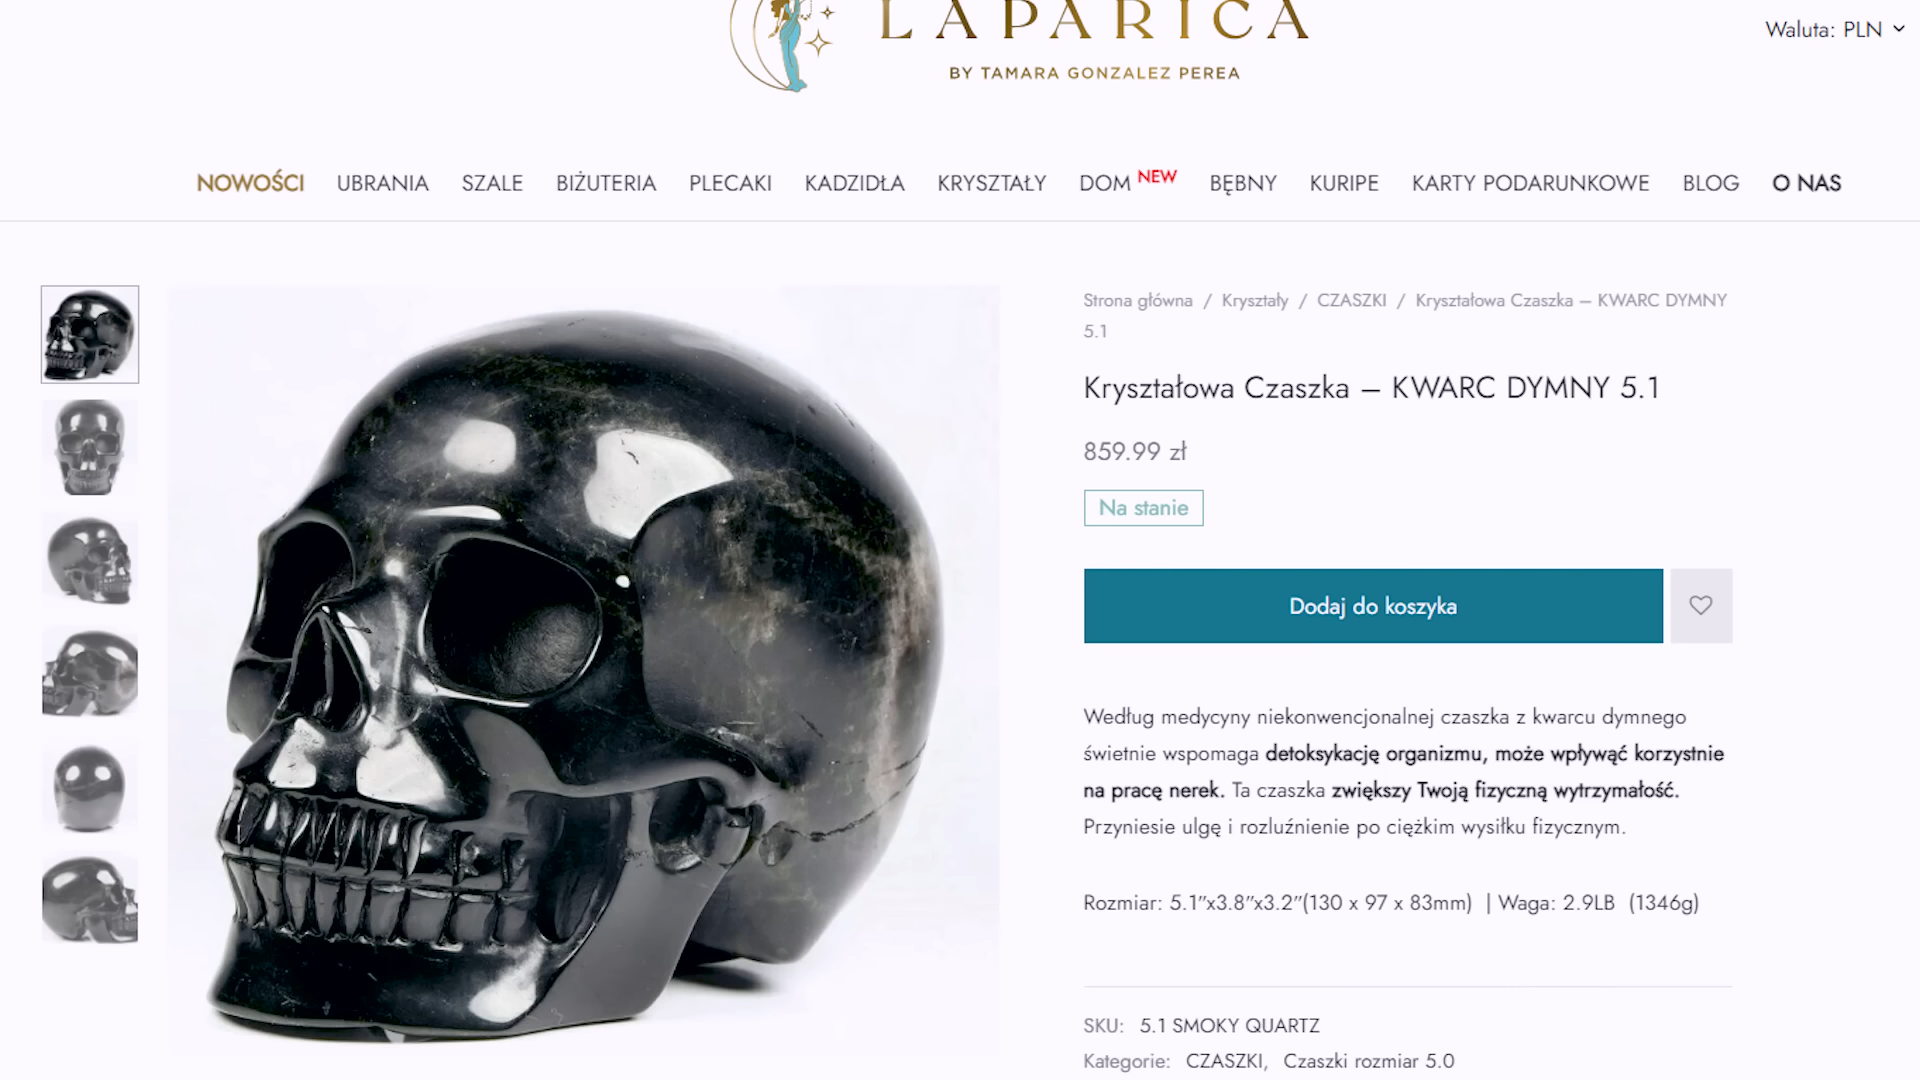 LAPARICA
BY TAMARA GONZALEZ PEREA
Waluta: PLN
NOWOŚCI UBRANIA SZALE BIŻUTERIA PLECAKI KADZIDŁA KRYSZTAŁY DOM NEW BĘBNY KURIPE KARTY PODARUNKOWE BLOG O NAS
Strona główna / Kryształy / CZASZKI / Kryształowa Czaszka – KWARC DYMNY
5.1
Kryształowa Czaszka – KWARC DYMNY 5.1
859.99 zł
Na stanie
Dodaj do koszyka
Według medycyny niekonwencjonalnej czaszka z kwarcu dymnego
świetnie wspomaga detoksykację organizmu, może wpływąć korzystnie
na pracę nerek. Ta czaszka zwiększy Twoją fizyczną wytrzymałość.
Przyniesie ulgę i rozluźnienie po ciężkim wysiłku fizycznym.
Rozmiar: 5.1”x3.8”x3.2”(130 x 97 x 83mm) | Waga: 2.9LB (1346g)
SKU: 5.1 SMOKY QUARTZ
Kategorie: CZASZKI, Czaszki rozmiar 5.0